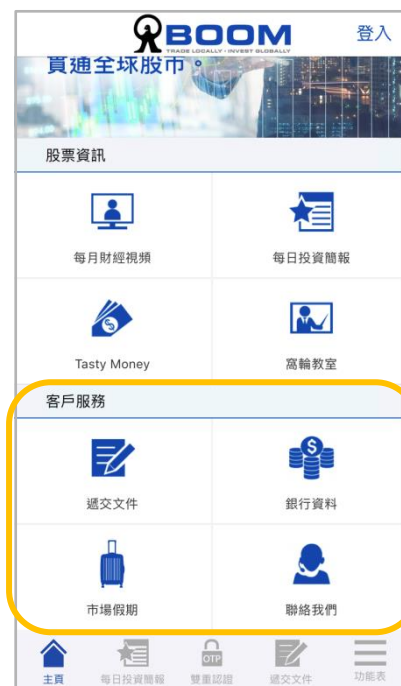 BOOM
TRADE LOCALLY · INVEST GLOBALLY
登入
貫通全球股市。
股票資訊
每月財經視頻
每日投資簡報
Tasty Money
窩輪教室
客戶服務
遞交文件
銀行資料
市場假期
聯絡我們
OTP
主頁
每日投資簡報
雙重認證
遞交文件
功能表